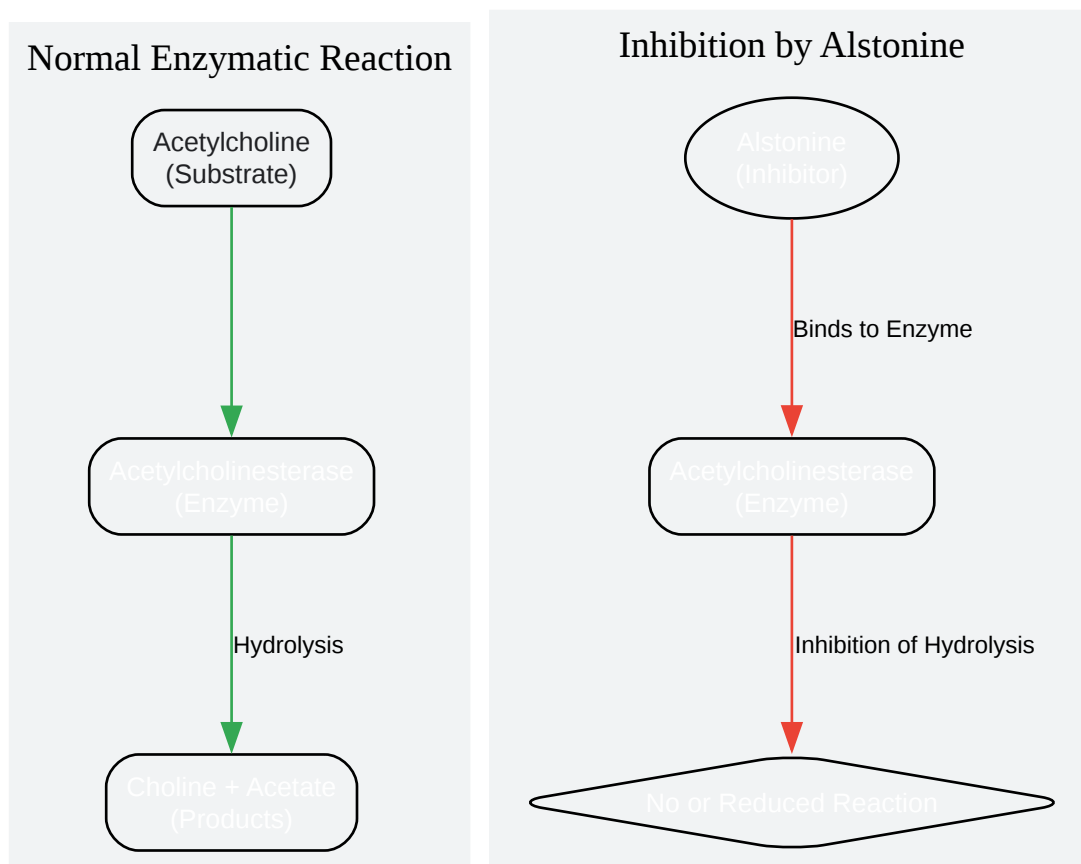 Normal Enzymatic Reaction
Acetylcholine
(Substrate)
Acetylcholinesterase
(Enzyme)
Hydrolysis
Choline + Acetate
(Products)
Inhibition by Alstonine
Alstonine
(Inhibitor)
Binds to Enzyme
Acetylcholinesterase
(Enzyme)
Inhibition of Hydrolysis
No or Reduced Reaction